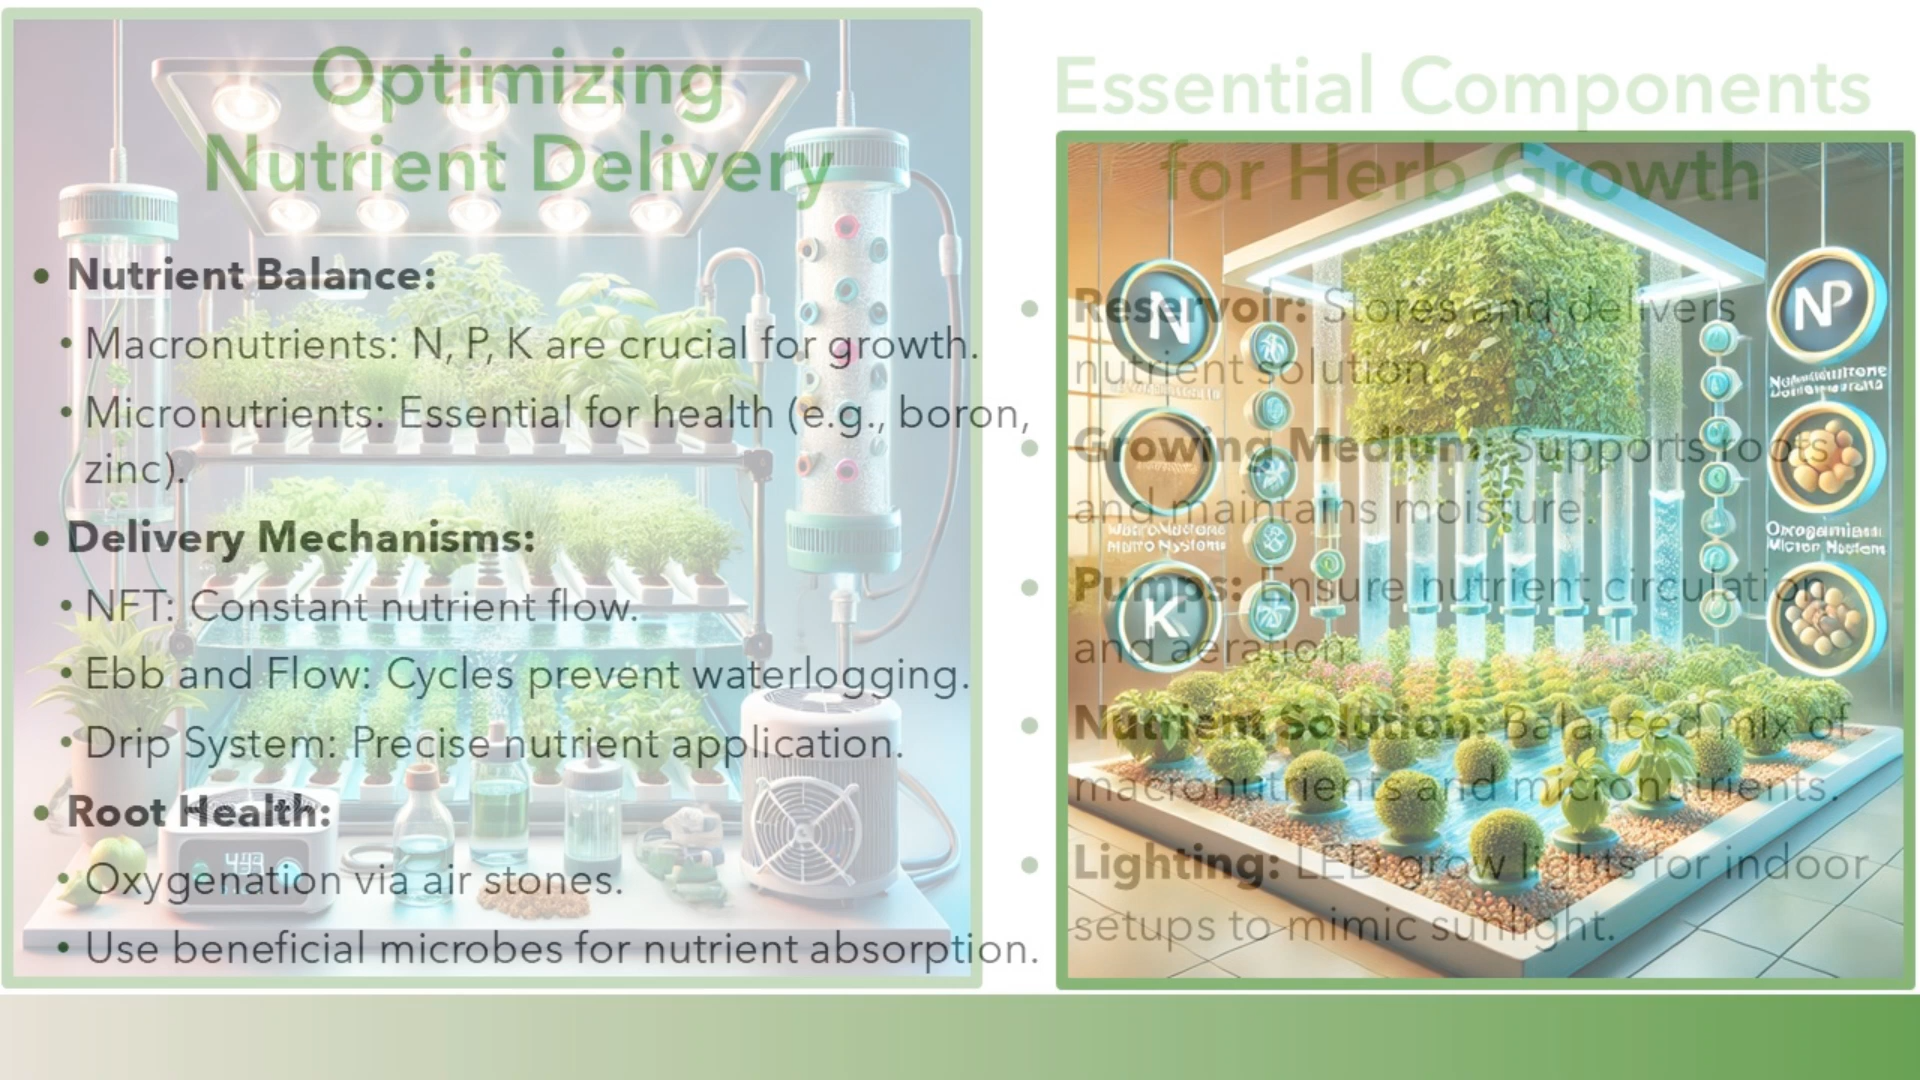 Optimizing
Nutrient Delivery
• Nutrient Balance:
• Macronutrients: N, P, K are crucial for growth.
• Micronutrients: Essential for health (e.g., boron,
zinc).
• Delivery Mechanisms:
• NFT: Constant nutrient flow.
• Ebb and Flow: Cycles prevent waterlogging.
• Drip System: Precise nutrient application.
• Root Health:
• Oxygenation via air stones.
• Use beneficial microbes for nutrient absorption.
Essential Components
for Herb Growth
• Reservoir: Stores and delivers
nutrient solution.
• Growing Medium: Supports roots
and maintains moisture.
• Pumps: Ensure nutrient circulation
and aeration.
• Nutrient Solution: Balanced mix of
macronutrients and micronutrients.
• Lighting: LED grow lights for indoor
setups to mimic sunlight.
N
NP
K